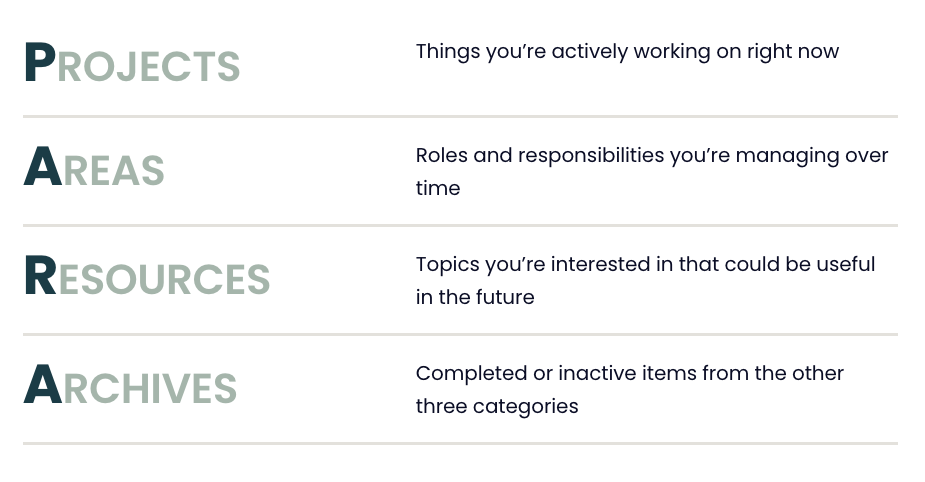 PROJECTS
Things you’re actively working on right now
AREAS
Roles and responsibilities you’re managing over
time
RESOURCES
Topics you’re interested in that could be useful
in the future
ARCHIVES
Completed or inactive items from the other
three categories